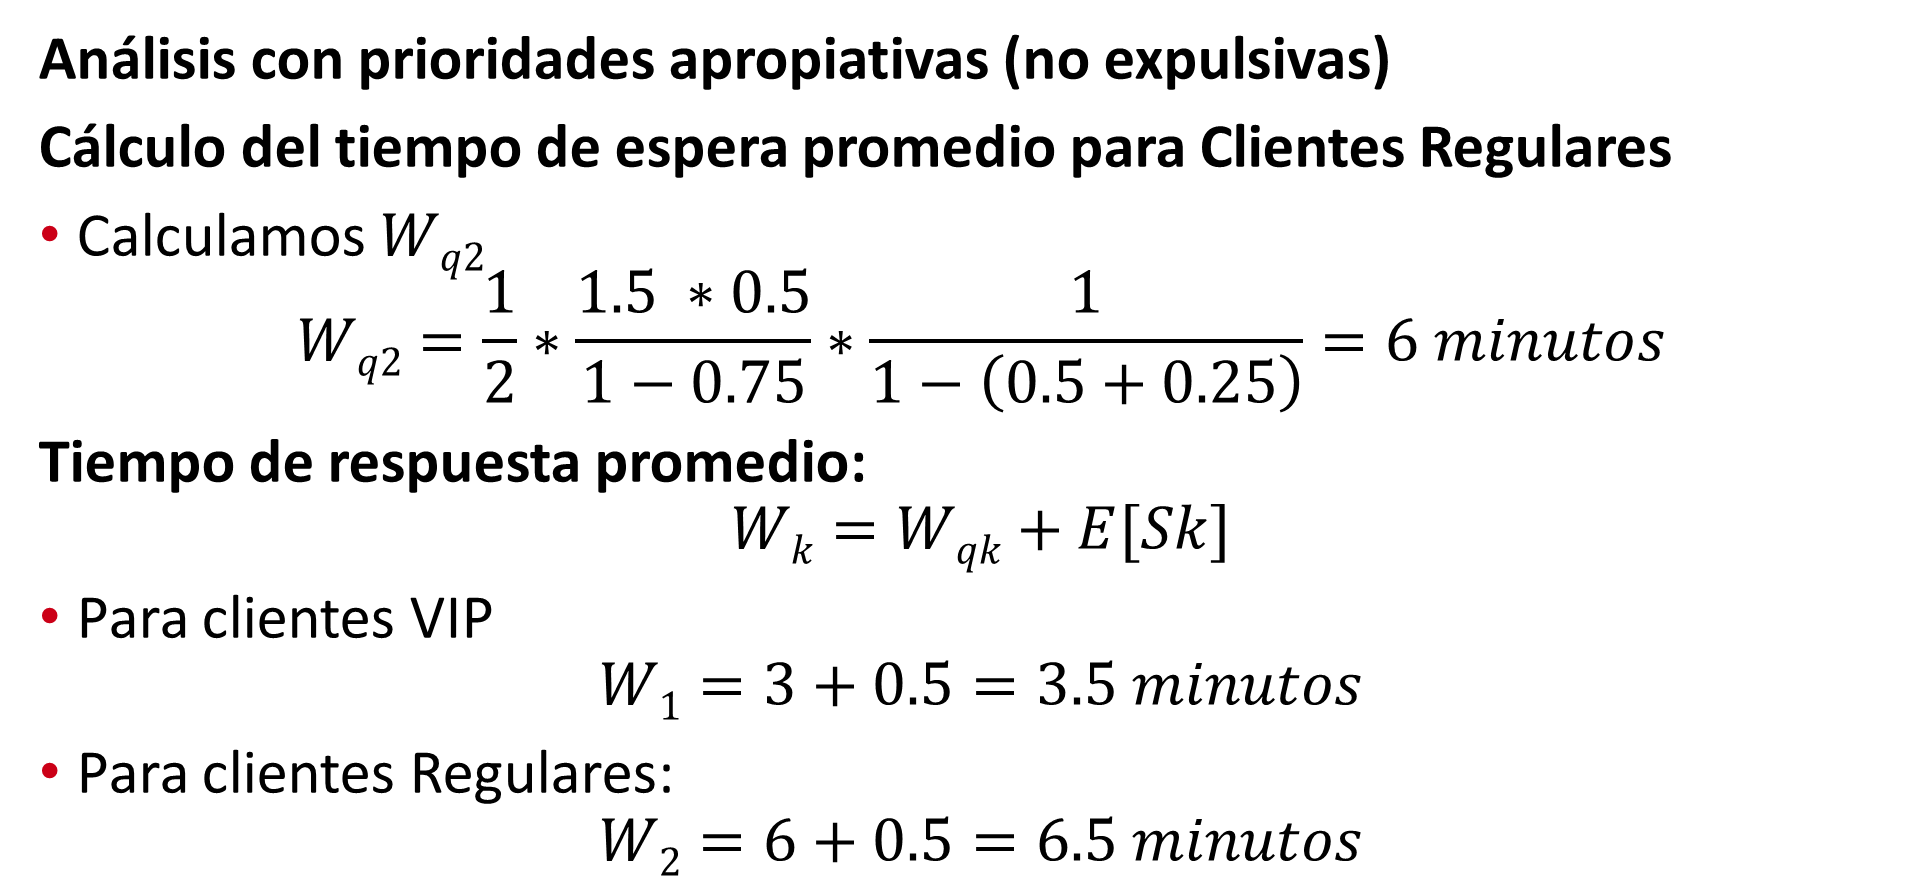 Análisis con prioridades apropiativas (no expulsivas)
Cálculo del tiempo de espera promedio para Clientes Regulares
• Calculamos W_{q2}
W_{q2} = \frac{1}{2} * \frac{1.5 * 0.5}{1 - 0.75} * \frac{1}{1 - (0.5 + 0.25)} = 6 minutos
Tiempo de respuesta promedio:
W_k = W_{qk} + E[Sk]
• Para clientes VIP
W_1 = 3 + 0.5 = 3.5 minutos
• Para clientes Regulares:
W_2 = 6 + 0.5 = 6.5 minutos